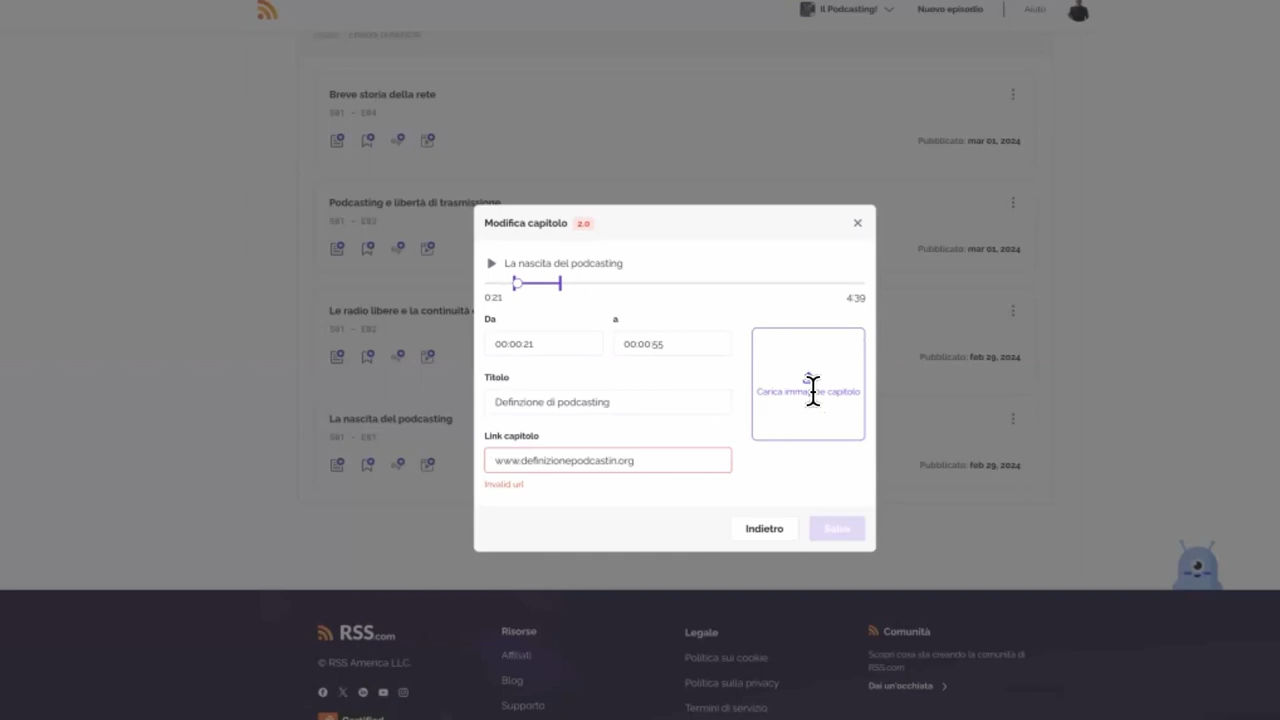 Il Podcasting!
Nuovo episodio
Aiuto
Breve storia della rete
S01 - E04
Pubblicato: mar 01, 2024
Podcasting e libertà di trasmissione
S01 - E03
Pubblicato: mar 01, 2024
Le radio libere e la continuità
S01 - E02
Pubblicato: feb 29, 2024
La nascita del podcasting
S01 - E01
Pubblicato: feb 29, 2024
Modifica capitolo 2.0
La nascita del podcasting
0:21 4:39
Da a
00:00:21 00:00:55
Carica immagine capitolo
Titolo
Definzione di podcasting
Link capitolo
www.definizionepodcastin.org
Invalid url
Indietro Salva
RSS.com
© RSS America LLC.
Certified
Risorse
Affiliati
Blog
Supporto
Legale
Politica sui cookie
Politica sulla privacy
Termini di servizio
Comunità
Scopri cosa sta creando la comunità di
RSS.com
Dai un'occhiata